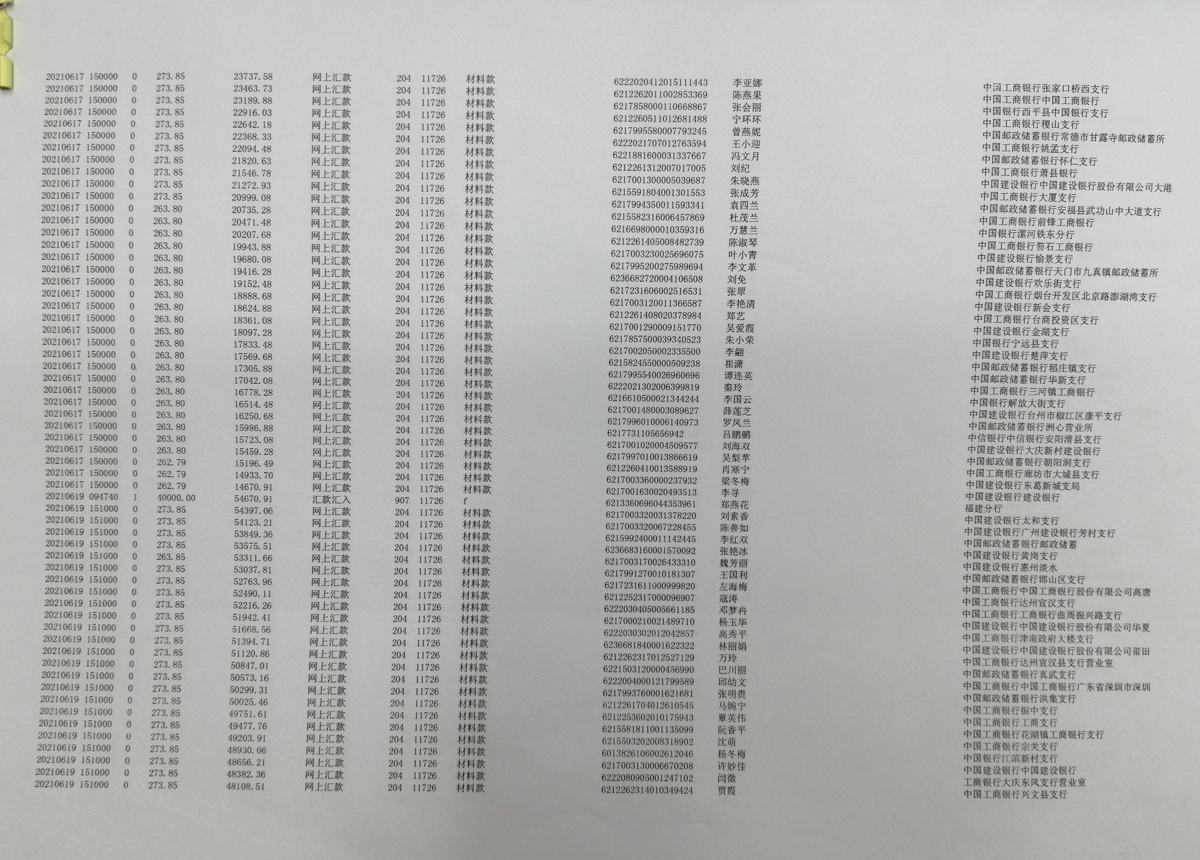 20210617 150000 0 273.85 23737.58 网上汇款 204 11726 材料款 6222020412015111443 李亚娜 中国工商银行张家口桥西支行
20210617 150000 0 273.85 23463.73 网上汇款 204 11726 材料款 6212262011002853369 陈燕果 中国工商银行中国工商银行
20210617 150000 0 273.85 23189.88 网上汇款 204 11726 材料款 6217858000110668867 张会丽 中国银行西平县中国银行支行
20210617 150000 0 273.85 22916.03 网上汇款 204 11726 材料款 6212260511012681488 宁环环 中国工商银行稷山支行
20210617 150000 0 273.85 22642.18 网上汇款 204 11726 材料款 6217995580007793245 曾燕妮 中国邮政储蓄银行常德市甘露寺邮政储蓄所
20210617 150000 0 273.85 22368.33 网上汇款 204 11726 材料款 6222021707012763594 王小迎 中国工商银行姚孟支行
20210617 150000 0 273.85 22094.48 网上汇款 204 11726 材料款 6221881600031337667 冯文月 中国邮政储蓄银行怀仁支行
20210617 150000 0 273.85 21820.63 网上汇款 204 11726 材料款 6212261312007017005 刘纪 中国工商银行萧县银行
20210617 150000 0 273.85 21546.78 网上汇款 204 11726 材料款 6217001300005039687 朱晓燕 中国建设银行中国建设银行股份有限公司大港
20210617 150000 0 273.85 21272.93 网上汇款 204 11726 材料款 6215591804001301553 张成芳 中国工商银行大厦支行
20210617 150000 0 273.85 20999.08 网上汇款 204 11726 材料款 6217994350011593341 袁四兰 中国邮政储蓄银行安福县武功山中大道支行
20210617 150000 0 263.80 20735.28 网上汇款 204 11726 材料款 6215582316006457869 杜茂兰 中国工商银行前锋工商银行
20210617 150000 0 263.80 20471.48 网上汇款 204 11726 材料款 6216698000010359316 万慧兰 中国银行漯河铁东分行
20210617 150000 0 263.80 20207.68 网上汇款 204 11726 材料款 6212261405008482739 陈淑琴 中国工商银行砻石工商银行
20210617 150000 0 263.80 19943.88 网上汇款 204 11726 材料款 6217003230025696075 叶小青 中国建设银行愉景支行
20210617 150000 0 263.80 19680.08 网上汇款 204 11726 材料款 6217995200275989694 李文革 中国邮政储蓄银行天门市九真镇邮政储蓄所
20210617 150000 0 263.80 19416.28 网上汇款 204 11726 材料款 6236682720004106508 刘免 中国建设银行欢乐街支行
20210617 150000 0 263.80 19152.48 网上汇款 204 11726 材料款 6217231606002516531 张翠 中国工商银行烟台开发区北京路澎湖湾支行
20210617 150000 0 263.80 18888.68 网上汇款 204 11726 材料款 6217003120011366587 李艳清 中国建设银行新会支行
20210617 150000 0 263.80 18624.88 网上汇款 204 11726 材料款 6212261408020378984 郑艺 中国工商银行台商投资区支行
20210617 150000 0 263.80 18361.08 网上汇款 204 11726 材料款 6217001290009151770 吴爱霞 中国建设银行金湖支行
20210617 150000 0 263.80 18097.28 网上汇款 204 11726 材料款 6217857500039340523 朱小荣 中国银行宁远县支行
20210617 150000 0 263.80 17833.48 网上汇款 204 11726 材料款 6217002050002335500 李翩 中国建设银行楚萍支行
20210617 150000 0 263.80 17569.68 网上汇款 204 11726 材料款 6215824550000509238 崔潇 中国邮政储蓄银行稻庄镇支行
20210617 150000 0 263.80 17305.88 网上汇款 204 11726 材料款 6217995540026960696 谭连英 中国邮政储蓄银行华新支行
20210617 150000 0 263.80 17042.08 网上汇款 204 11726 材料款 6222021302006399819 秦玲 中国工商银行三河镇工商银行
20210617 150000 0 263.80 16778.28 网上汇款 204 11726 材料款 6216610500021344244 李国云 中国银行解放大街支行
20210617 150000 0 263.80 16514.48 网上汇款 204 11726 材料款 6217001480003089627 薛莲芝 中国建设银行台州市椒江区康平支行
20210617 150000 0 263.80 16250.68 网上汇款 204 11726 材料款 6217996010006140973 罗凤兰 中国邮政储蓄银行洲心营业所
20210617 150000 0 263.80 15986.88 网上汇款 204 11726 材料款 6217731105656942 吕鹏鹏 中信银行中信银行安阳滑县支行
20210617 150000 0 263.80 15723.08 网上汇款 204 11726 材料款 6217001020004509577 刘海双 中国建设银行大庆新村建设银行
20210617 150000 0 263.80 15459.28 网上汇款 204 11726 材料款 6217997010013866619 吴梨苹 中国邮政储蓄银行朝阳洞支行
20210617 150000 0 262.79 15196.49 网上汇款 204 11726 材料款 6212260410013588919 肖寒宁 中国工商银行廊坊市大城县支行
20210617 150000 0 262.79 14933.70 网上汇款 204 11726 材料款 6217003360000237932 梁冬梅 中国建设银行东葛新城支局
20210617 150000 0 262.79 14670.91 网上汇款 204 11726 材料款 6217001630020493513 李寻 中国建设银行建设银行
20210619 094740 1 40000.00 54670.91 汇款汇入 907 11726 f 6213360696044353961 郑燕花 福建分行
20210619 151000 0 273.85 54397.06 网上汇款 204 11726 材料款 6217003320031378220 刘素香 中国建设银行太和支行
20210619 151000 0 273.85 54123.21 网上汇款 204 11726 材料款 6217003320067228455 陈善如 中国建设银行广州建设银行芳村支行
20210619 151000 0 273.85 53849.36 网上汇款 204 11726 材料款 6215992400011142445 李红双 中国邮政储蓄银行邮政储蓄
20210619 151000 0 273.85 53575.51 网上汇款 204 11726 材料款 6236683160001570092 张艳冰 中国建设银行黄岗支行
20210619 151000 0 263.85 53311.66 网上汇款 204 11726 材料款 6217003170026433310 魏芳丽 中国建设银行惠州淡水
20210619 151000 0 273.85 53037.81 网上汇款 204 11726 材料款 6217991270010181307 王国利 中国邮政储蓄银行邯山区支行
20210619 151000 0 273.85 52763.96 网上汇款 204 11726 材料款 6217231611000999820 左海梅 中国工商银行中国工商银行股份有限公司高唐
20210619 151000 0 273.85 52490.11 网上汇款 204 11726 材料款 6212252317000096907 寇涛 中国工商银行达州宣汉支行
20210619 151000 0 273.85 52216.26 网上汇款 204 11726 材料款 6222030405005661185 邓梦冉 中国工商银行工商银行曲周振兴路支行
20210619 151000 0 273.85 51942.41 网上汇款 204 11726 材料款 6217000210021489710 杨玉华 中国建设银行中国建设银行股份有限公司华夏
20210619 151000 0 273.85 51668.56 网上汇款 204 11726 材料款 6222030302012042857 高秀平 中国工商银行津南政府大楼支行
20210619 151000 0 273.85 51394.71 网上汇款 204 11726 材料款 6236681840001622322 林丽娟 中国建设银行中国建设银行股份有限公司莆田
20210619 151000 0 273.85 51120.86 网上汇款 204 11726 材料款 6212262317012527129 万玲 中国工商银行达州宣汉县支行营业室
20210619 151000 0 273.85 50847.01 网上汇款 204 11726 材料款 6221503120000456990 巴川丽 中国邮政储蓄银行真武支行
20210619 151000 0 273.85 50573.16 网上汇款 204 11726 材料款 6222004000121799589 邱幼文 中国工商银行中国工商银行广东省深圳市深圳
20210619 151000 0 273.85 50299.31 网上汇款 204 11726 材料款 6217993760001621681 张明贵 中国邮政储蓄银行洪集支行
20210619 151000 0 273.85 50025.46 网上汇款 204 11726 材料款 6212261704012610545 马婉宁 中国工商银行振中支行
20210619 151000 0 273.85 49751.61 网上汇款 204 11726 材料款 6212253602010175943 覃英伟 中国工商银行工商支行
20210619 151000 0 273.85 49477.76 网上汇款 204 11726 材料款 6215581811001135099 阮香平 中国工商银行花湖镇工商银行支行
20210619 151000 0 273.85 49203.91 网上汇款 204 11726 材料款 6215593202008318902 沈萌 中国工商银行宗关支行
20210619 151000 0 273.85 48930.06 网上汇款 204 11726 材料款 6013826106002612046 杨冬梅 中国银行江滨新村支行
20210619 151000 0 273.85 48656.21 网上汇款 204 11726 材料款 6217003130006670208 许妙佳 中国建设银行中国建设银行
20210619 151000 0 273.85 48382.36 网上汇款 204 11726 材料款 6222080905001247102 闫微 工商银行大庆东风支行营业室
20210619 151000 0 273.85 48108.51 网上汇款 204 11726 材料款 6212262314010349424 贾霞 中国工商银行兴文县支行